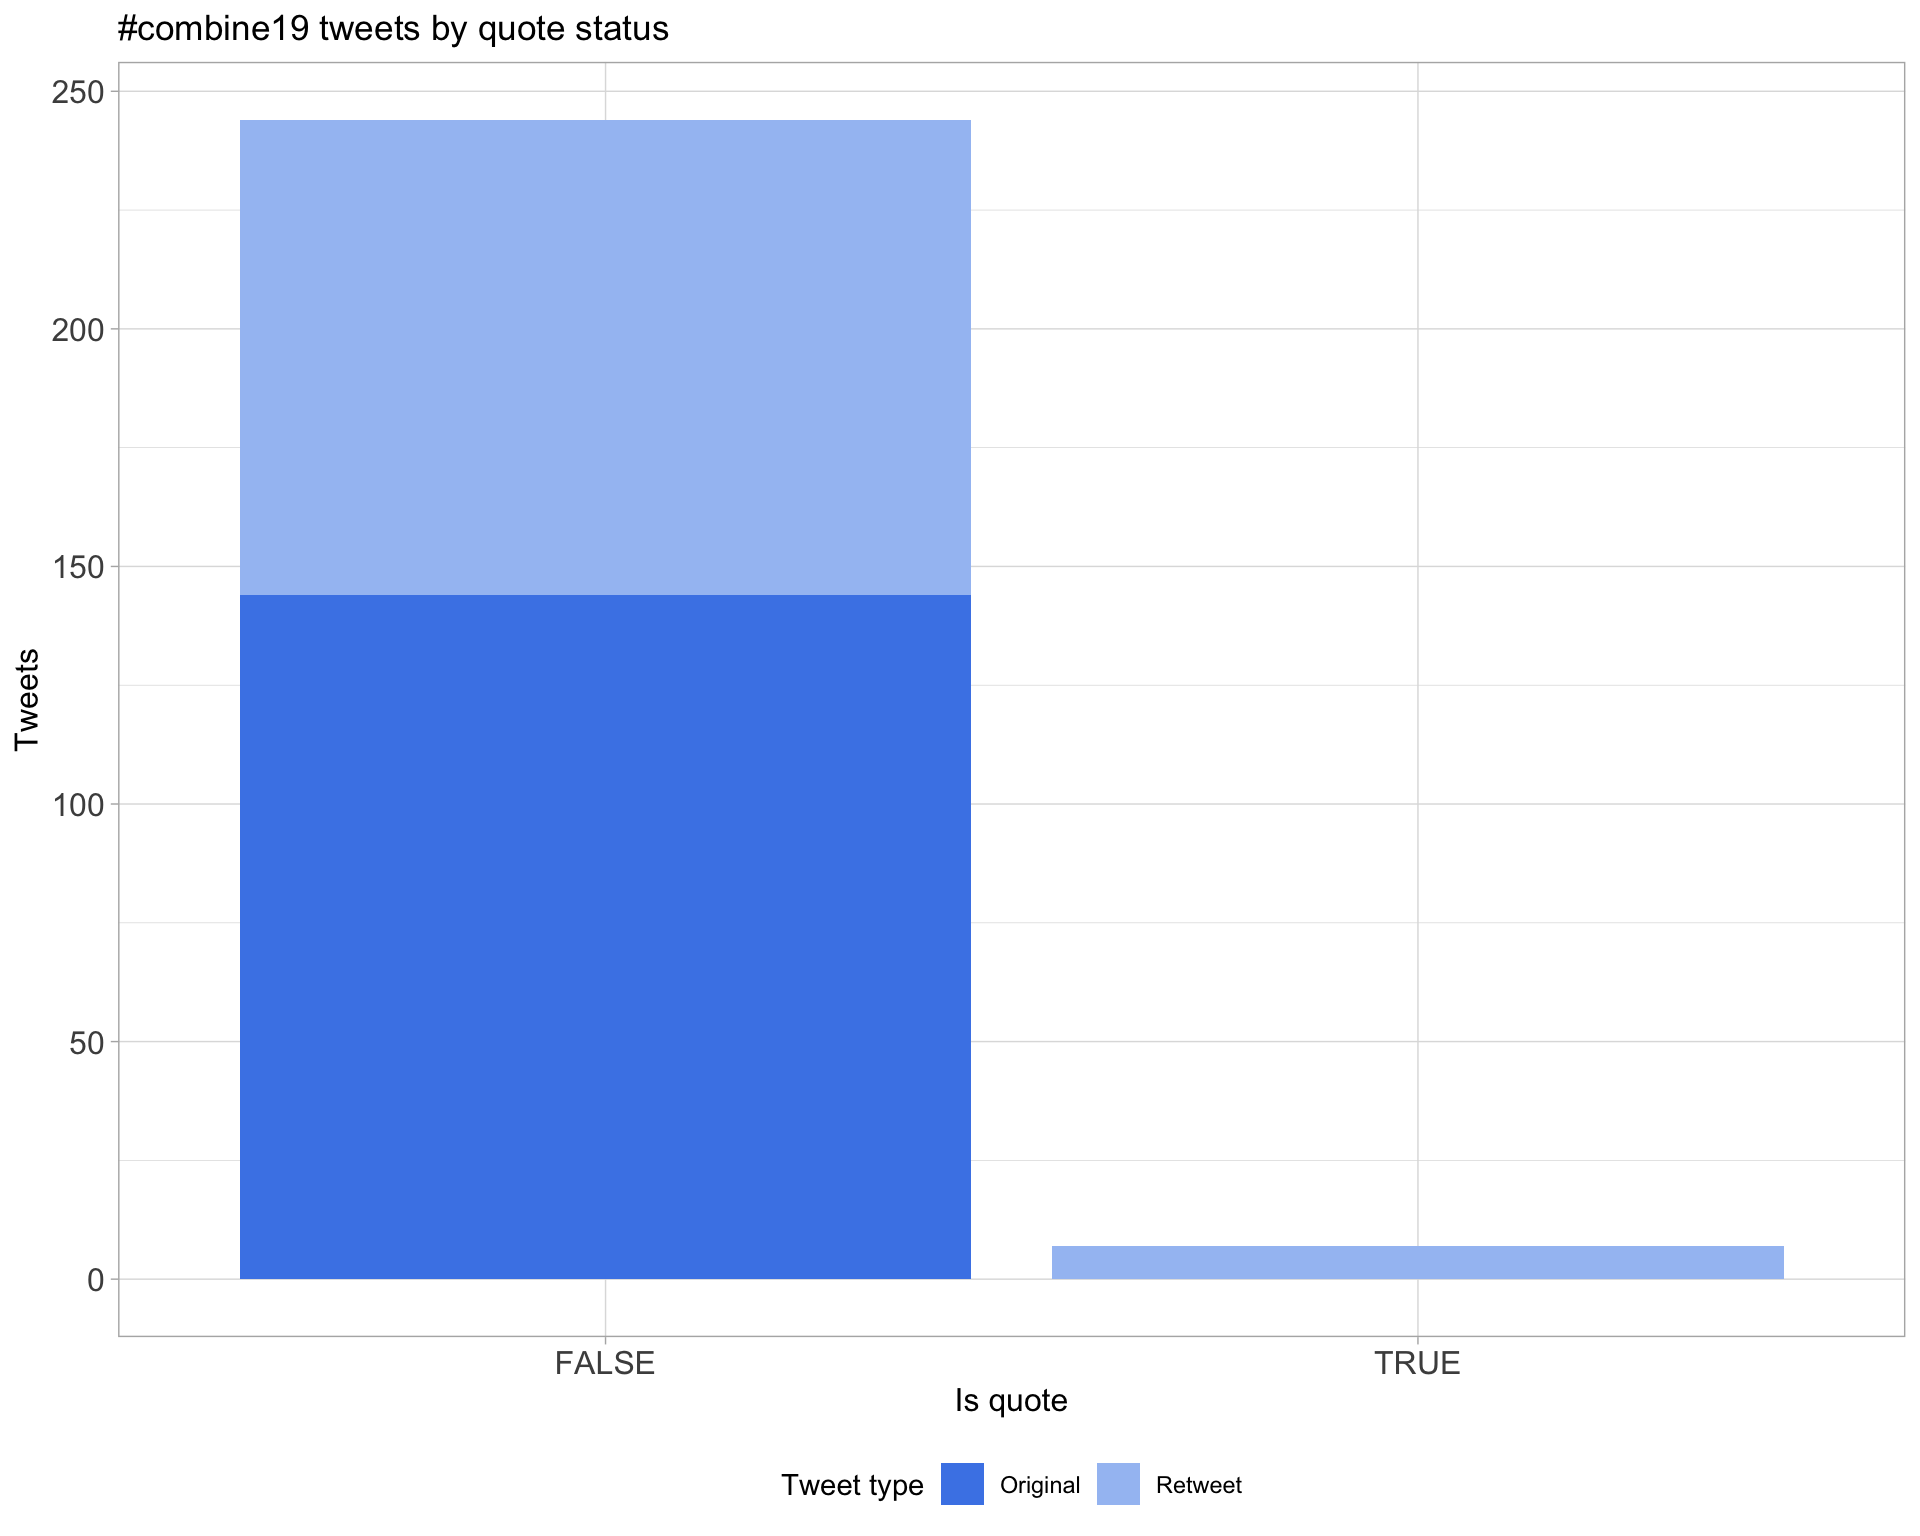 #combine19 tweets by quote status
250
200
150
100
50
0
Tweets
FALSE TRUE
Is quote
Tweet type Original Retweet